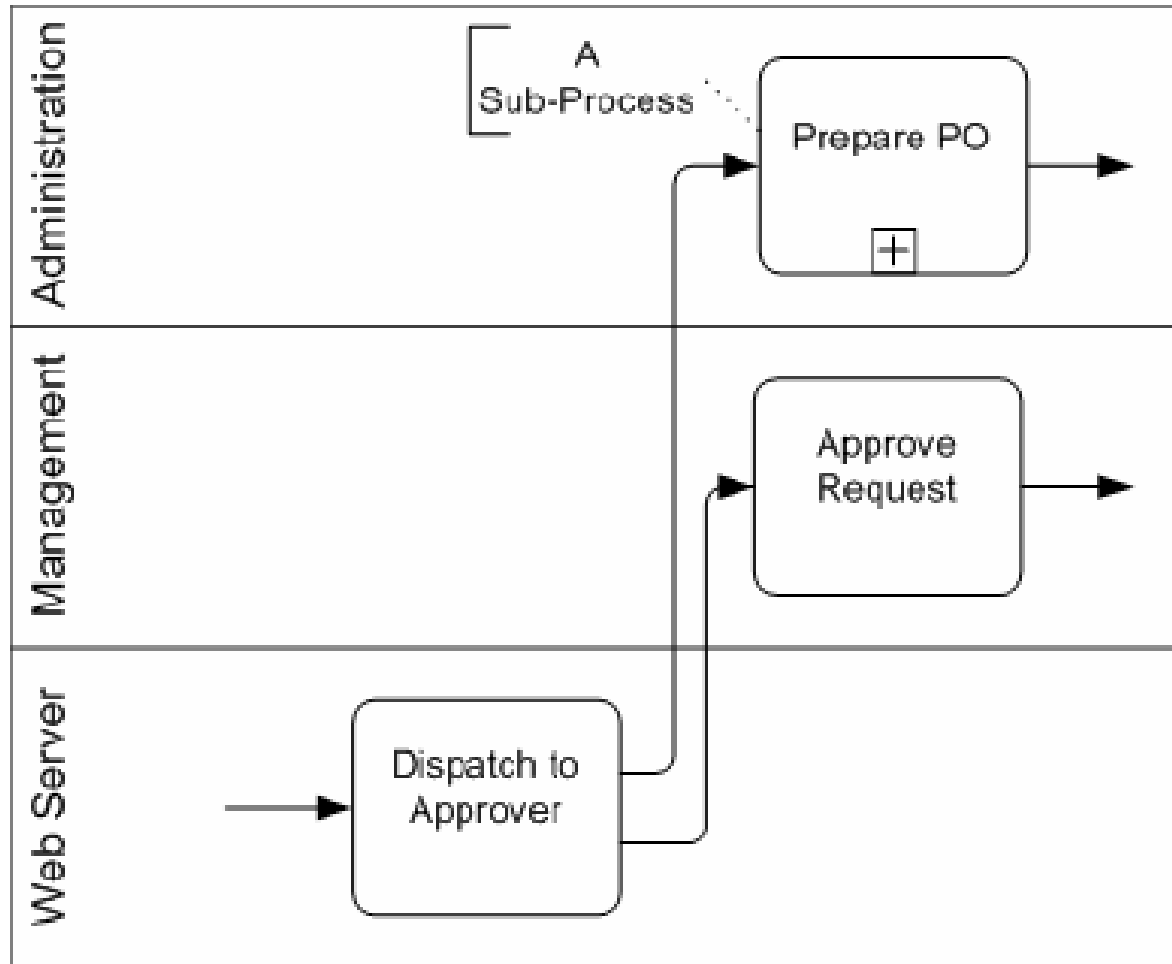 Administration
A
Sub-Process
Prepare PO
Management
Approve
Request
Web Server
Dispatch to
Approver